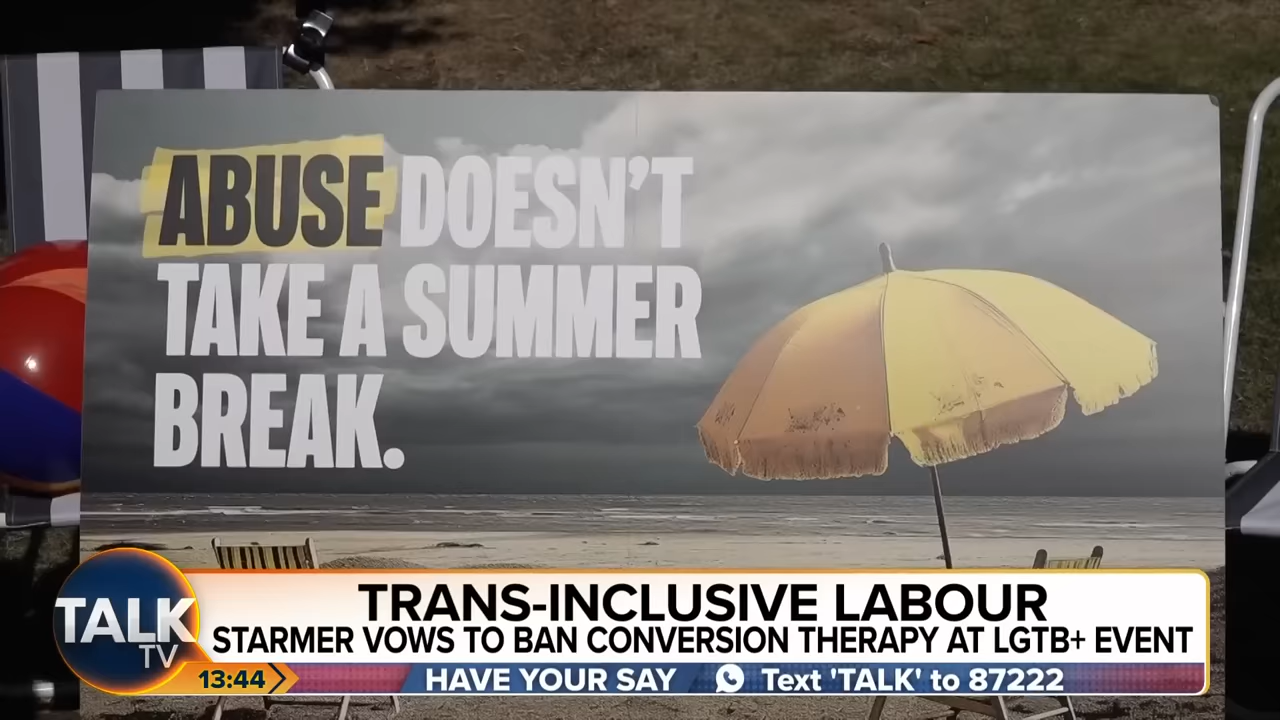 ABUSE DOESN'T
TAKE A SUMMER
BREAK.
TRANS-INCLUSIVE LABOUR
STARMER VOWS TO BAN CONVERSION THERAPY AT LGTB+ EVENT
TALK
TV
13:44
HAVE YOUR SAY
Text 'TALK' to 87222